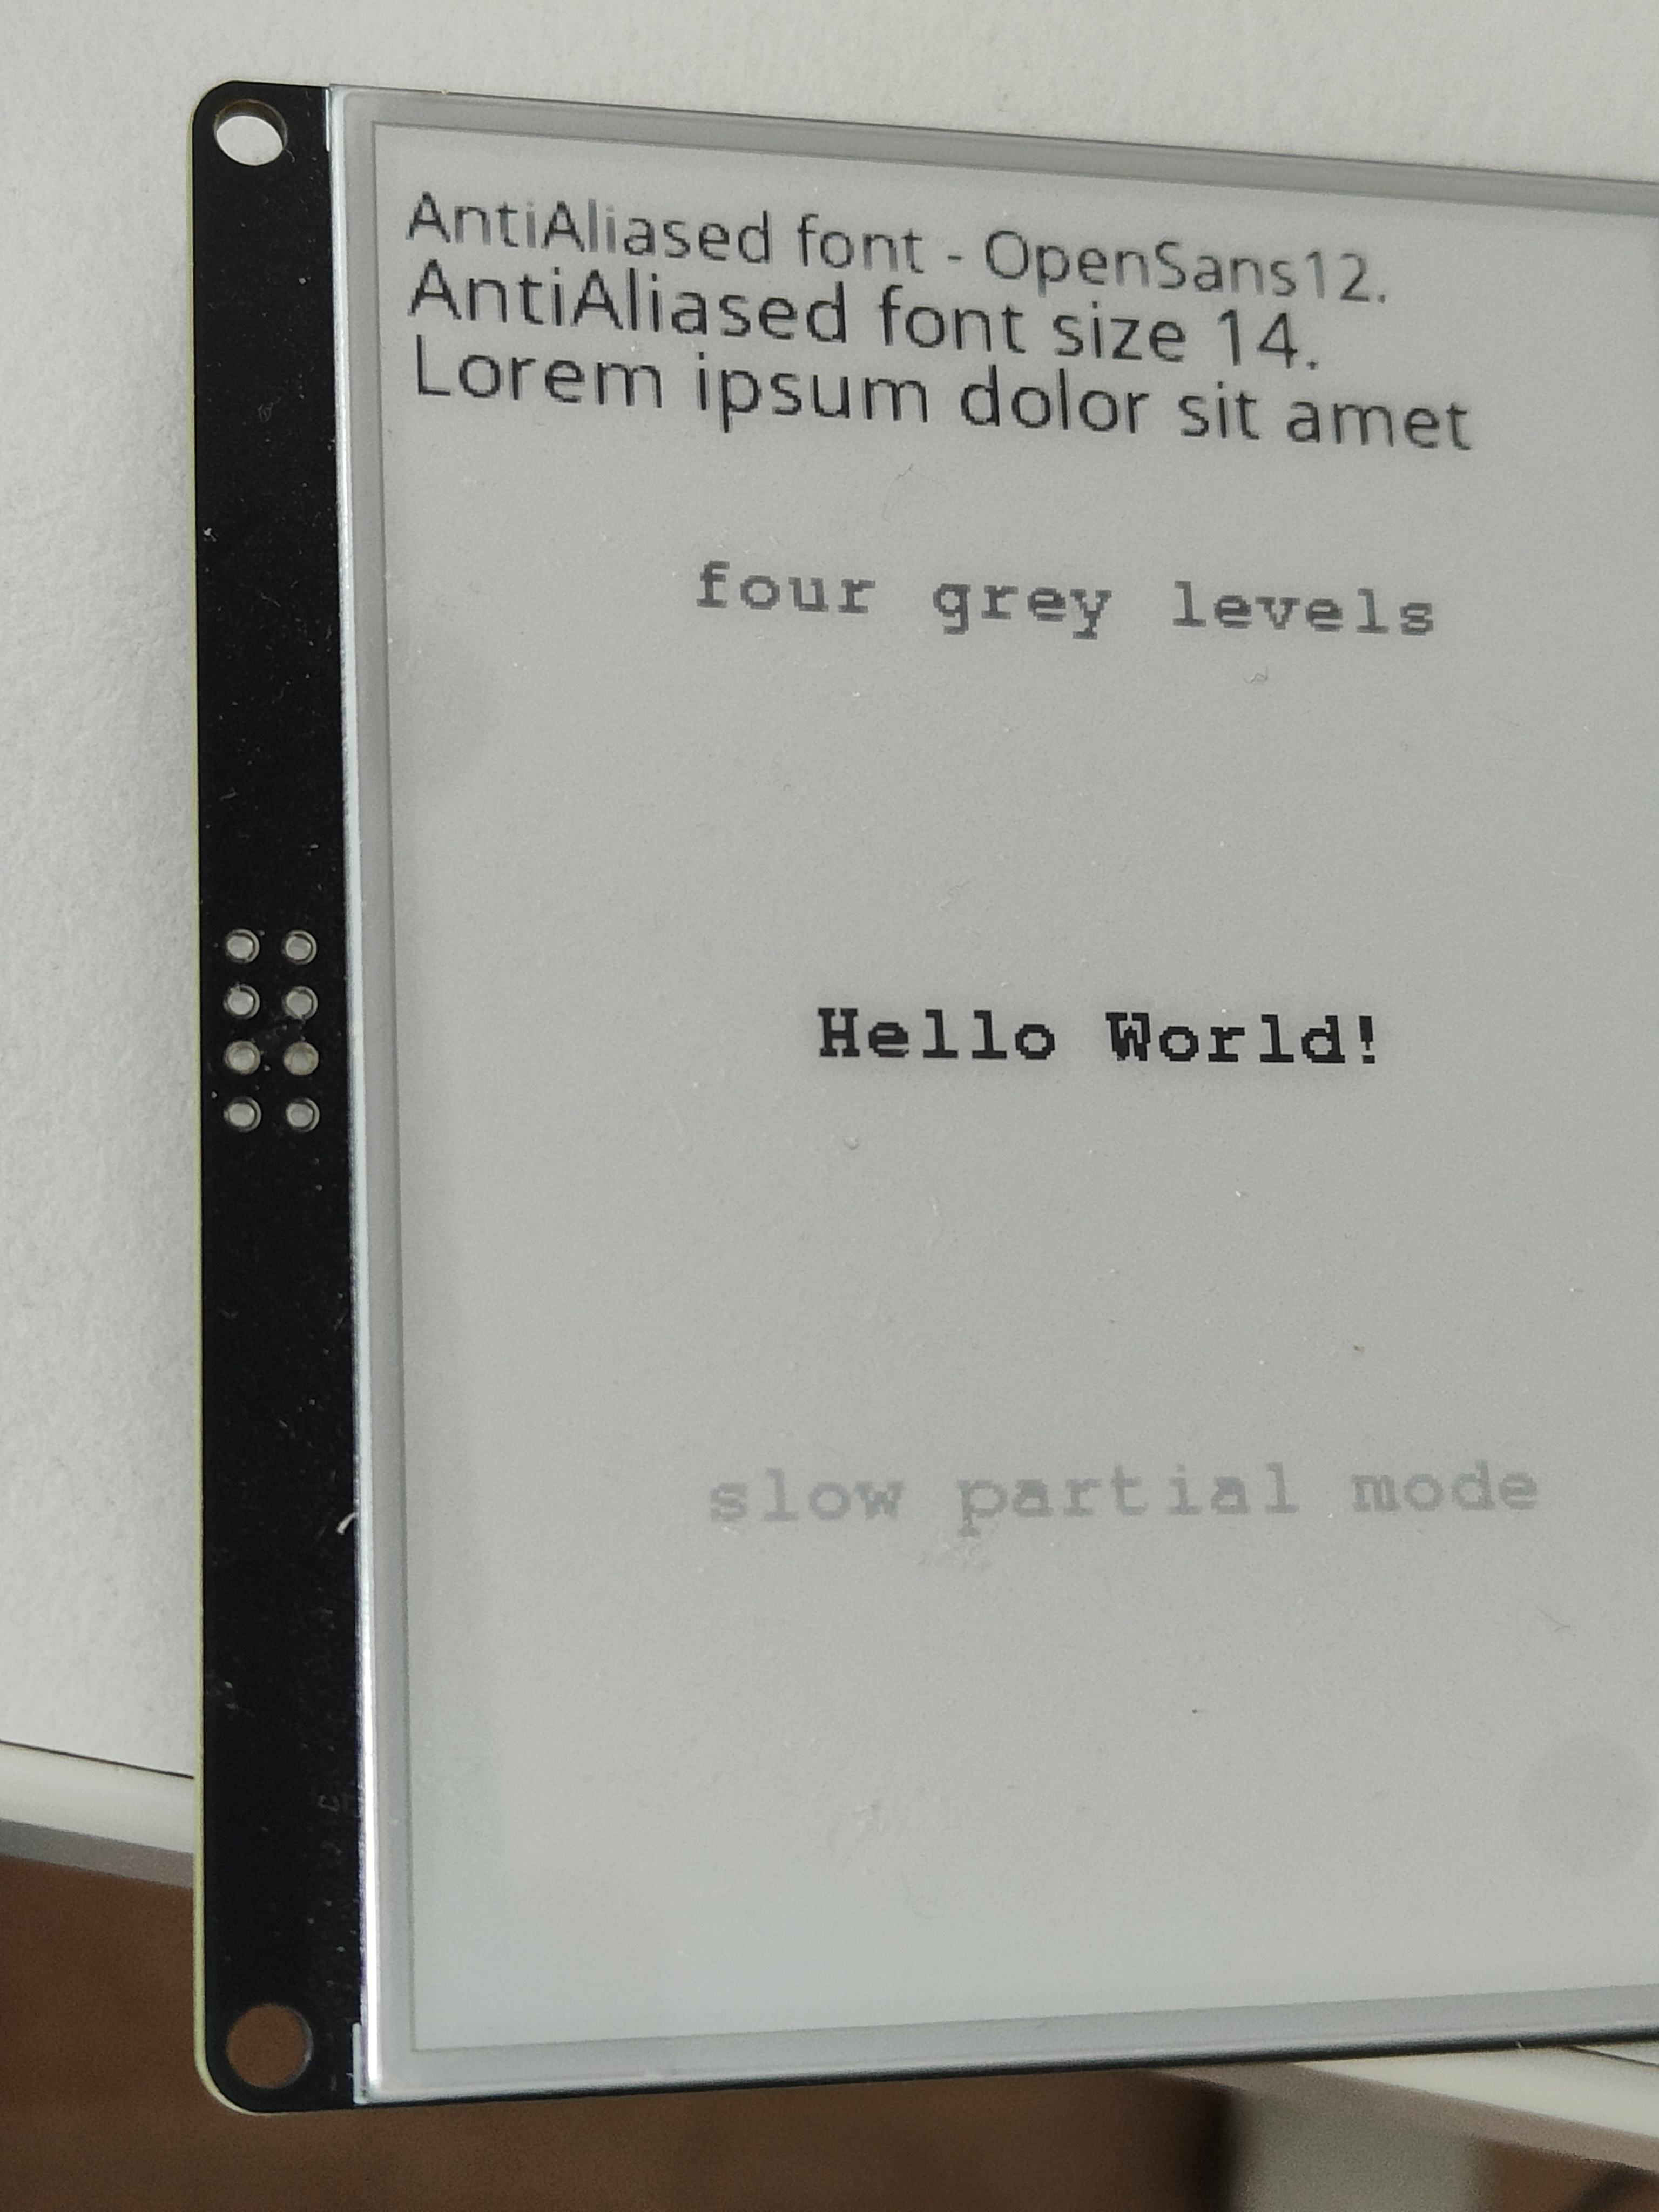 AntiAliased font - OpenSans12.
AntiAliased font size 14.
Lorem ipsum dolor sit amet
four grey levels
Hello World!
slow partial mode